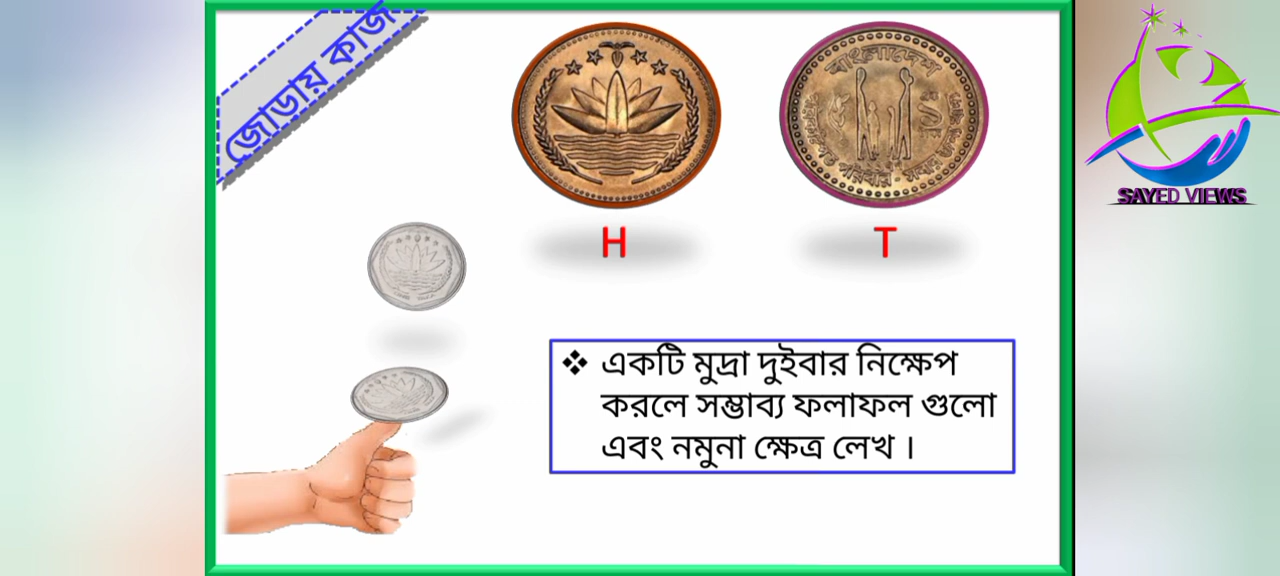 জোড়ায় কাজ
বাংলাদেশ
SAYED VIEWS
H
T
❖ একটি মুদ্রা দুইবার নিক্ষেপ
করলে সম্ভাব্য ফলাফল গুলো
এবং নমুনা ক্ষেত্র লেখ ।